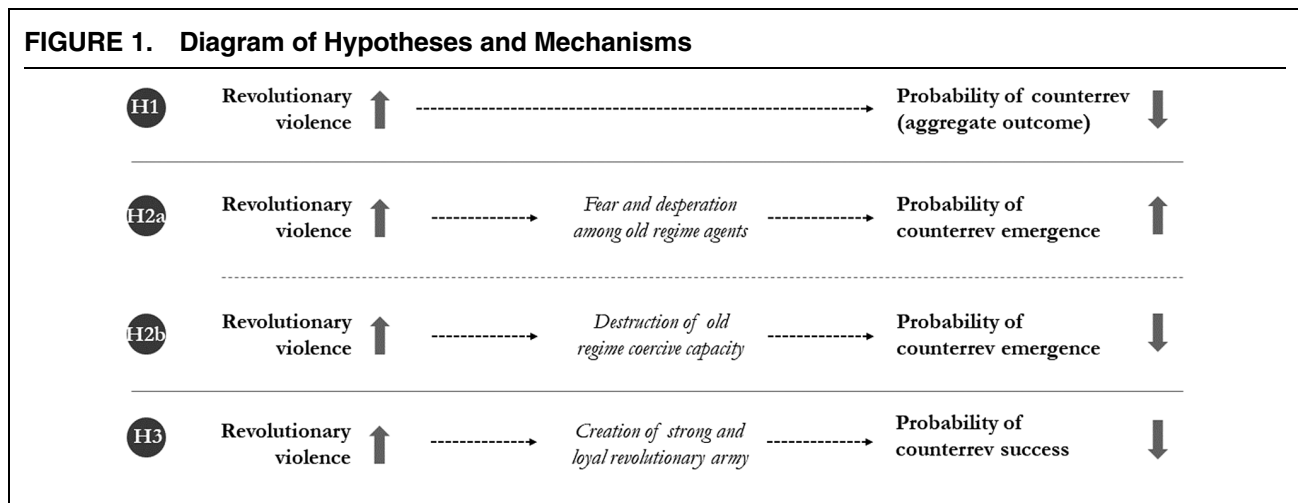 FIGURE 1. Diagram of Hypotheses and Mechanisms
H1 Revolutionary violence Probability of counterrev (aggregate outcome)
H2a Revolutionary violence Fear and desperation among old regime agents Probability of counterrev emergence
H2b Revolutionary violence Destruction of old regime coercive capacity Probability of counterrev emergence
H3 Revolutionary violence Creation of strong and loyal revolutionary army Probability of counterrev success